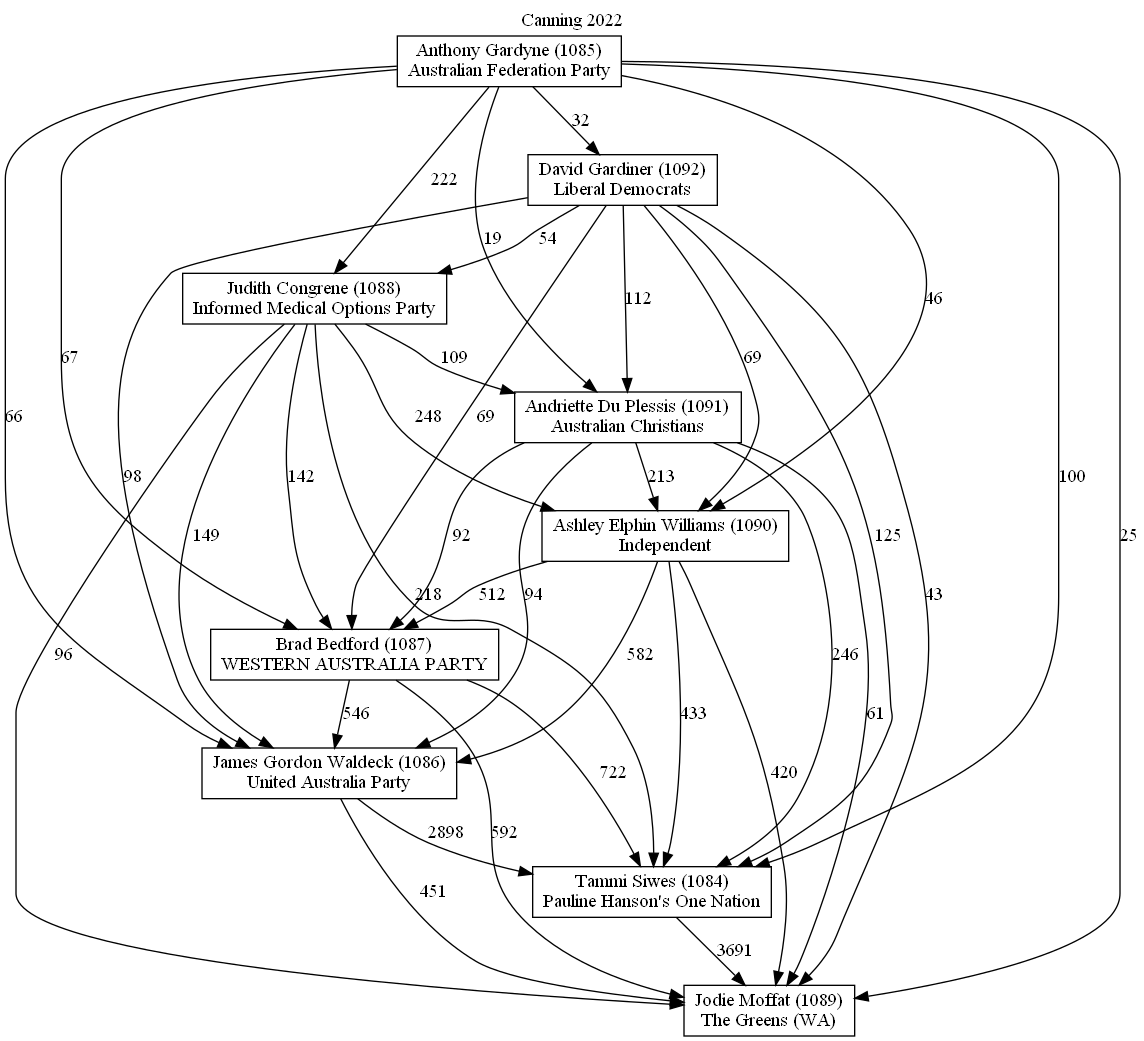 Canning 2022
Anthony Gardyne (1085)
Australian Federation Party
32
David Gardiner (1092)
Liberal Democrats
222
19
54
Judith Congrene (1088)
Informed Medical Options Party
112
46
67
109
69
66
248
69
Andriette Du Plessis (1091)
Australian Christians
98
142
213
100
149
92
Ashley Elphin Williams (1090)
Independent
125
25
218
512
94
43
96
Brad Bedford (1087)
WESTERN AUSTRALIA PARTY
582
246
546
433
61
James Gordon Waldeck (1086)
United Australia Party
722
420
2898
592
451
Tammi Siwes (1084)
Pauline Hanson's One Nation
3691
Jodie Moffat (1089)
The Greens (WA)